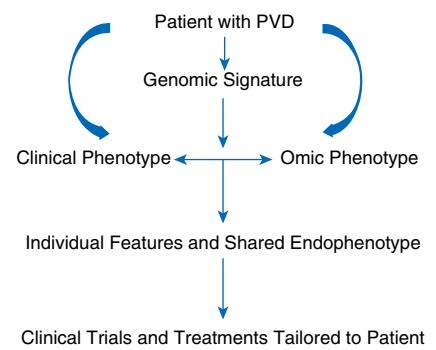 Patient with PVD
Genomic Signature
Clinical Phenotype
Omic Phenotype
Individual Features and Shared Endophenotype
Clinical Trials and Treatments Tailored to Patient